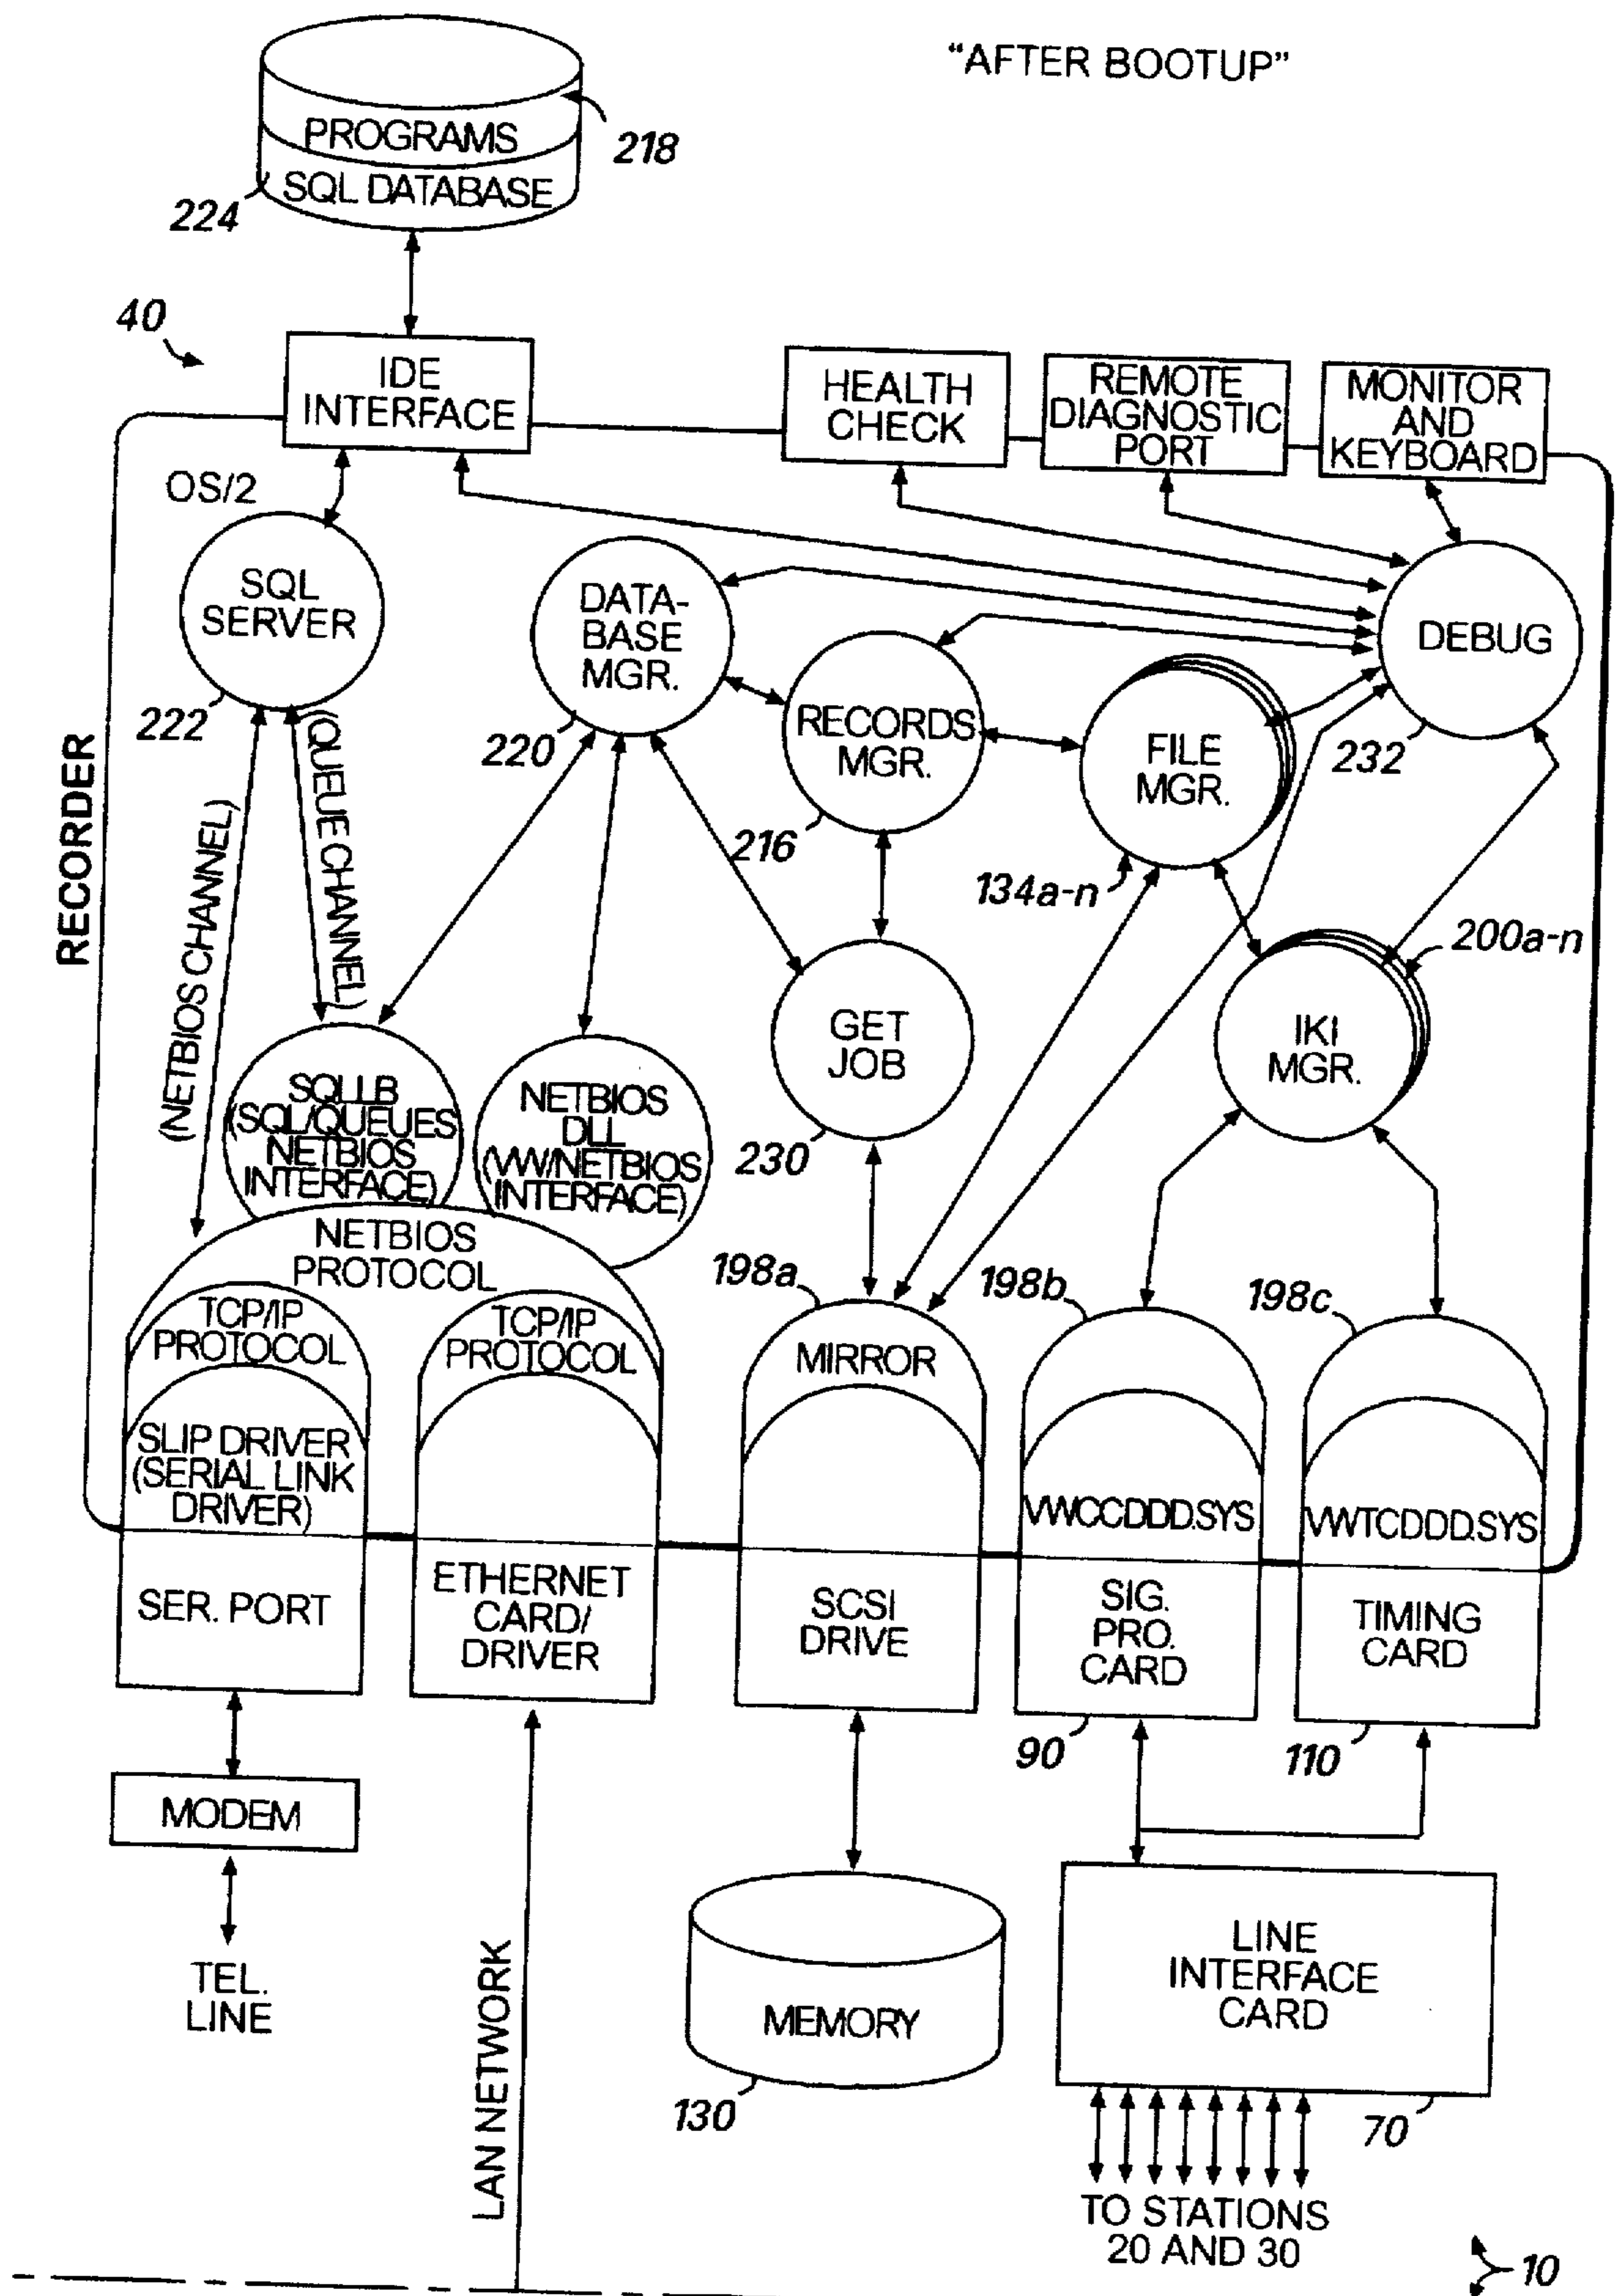 “AFTER BOOTUP”
PROGRAMS
218
SQL DATABASE
224
40
IDE
INTERFACE
HEALTH
CHECK
REMOTE
DIAGNOSTIC
PORT
MONITOR
AND
KEYBOARD
OS/2
RECORDER
SQL
SERVER
222
DATA-
BASE
MGR.
220
RECORDS
MGR.
216
FILE
MGR.
134a-n
DEBUG
232
(NETBIOS CHANNEL)
(QUEUE CHANNEL)
200a-n
IKI
MGR.
GET
JOB
230
SQLLB
(SQL/QUEUES
NETBIOS
INTERFACE)
NETBIOS
DLL
(VW/NETBIOS
INTERFACE)
NETBIOS
PROTOCOL
TCP/IP
PROTOCOL
TCP/IP
PROTOCOL
198a
MIRROR
198b
198c
SLIP DRIVER
(SERIAL LINK
DRIVER)
VWCCDDD.SYS
VWTCDDD.SYS
SER. PORT
ETHERNET
CARD/
DRIVER
SCSI
DRIVE
SIG.
PRO.
CARD
TIMING
CARD
90
110
MODEM
TEL.
LINE
LAN NETWORK
MEMORY
130
LINE
INTERFACE
CARD
70
TO STATIONS
20 AND 30
10